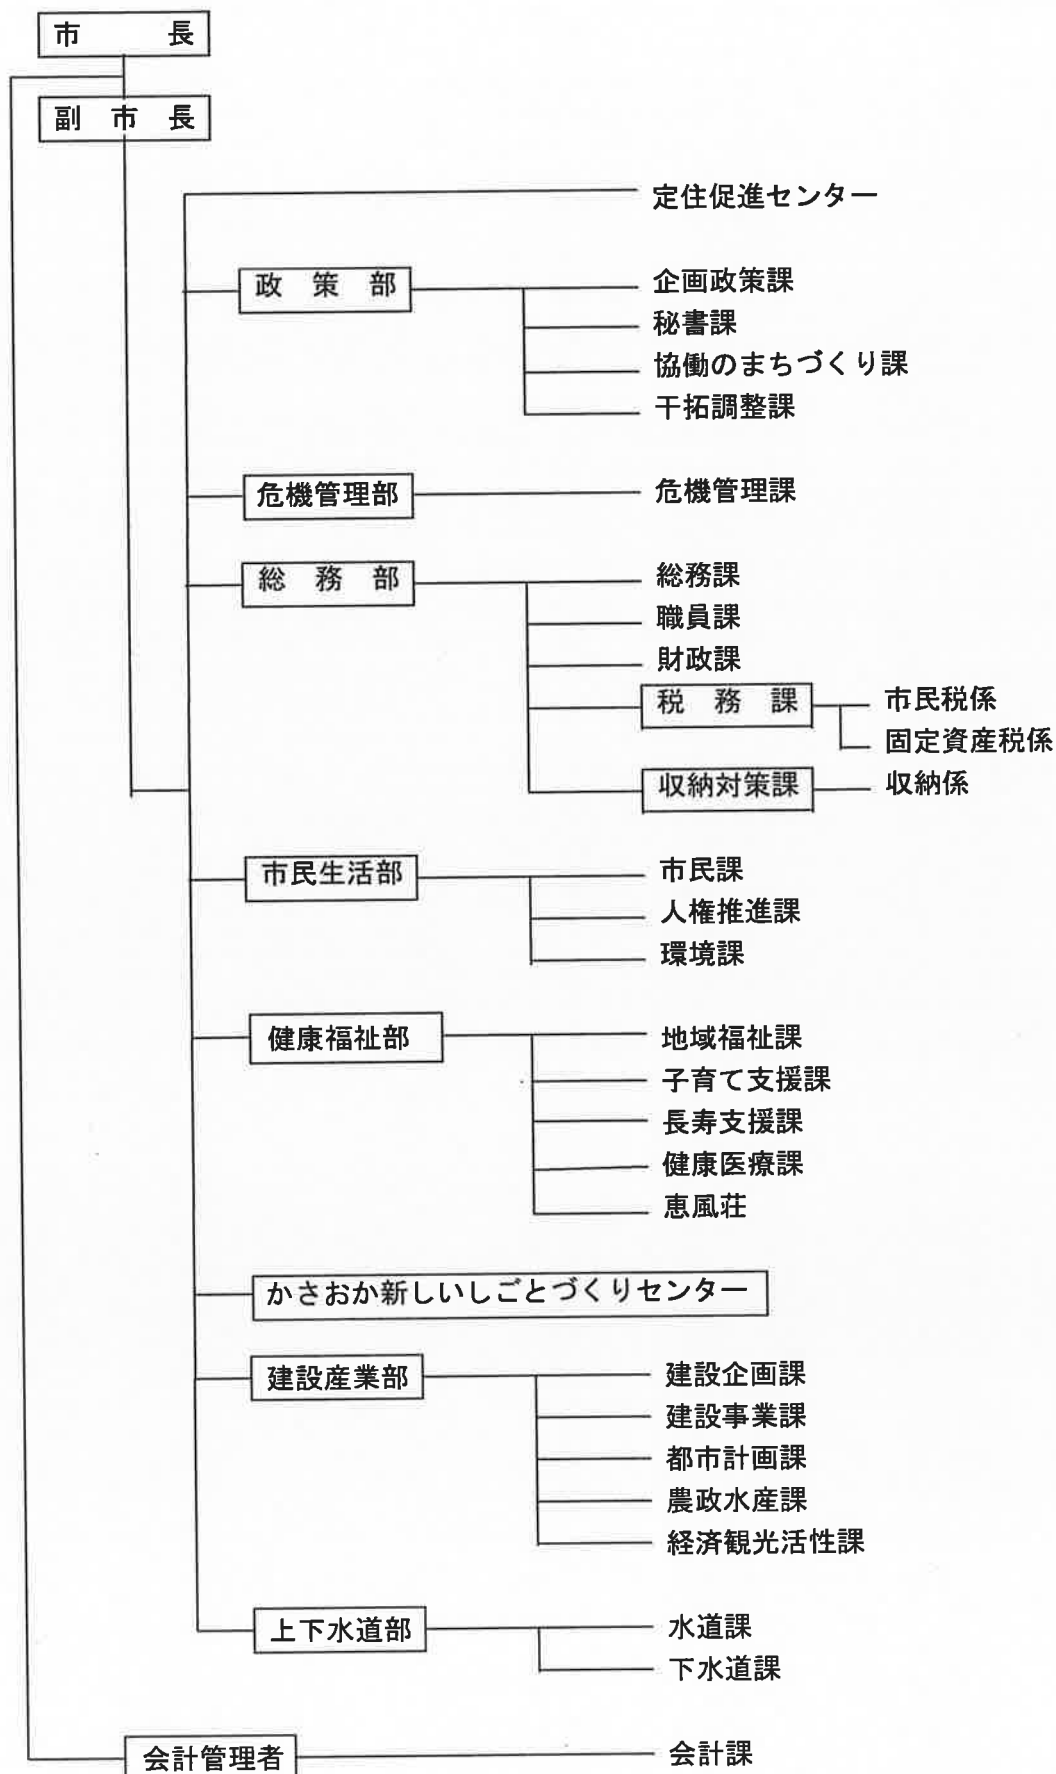 市長
副市長
定住促進センター
政策部
企画政策課
秘書課
協働のまちづくり課
干拓調整課
危機管理部
危機管理課
総務部
総務課
職員課
財政課
税務課
市民税係
固定資産税係
収納対策課
収納係
市民生活部
市民課
人権推進課
環境課
健康福祉部
地域福祉課
子育て支援課
長寿支援課
健康医療課
恵風荘
かさおか新しいしごとづくりセンター
建設産業部
建設企画課
建設事業課
都市計画課
農政水産課
経済観光活性課
上下水道部
水道課
下水道課
会計管理者
会計課